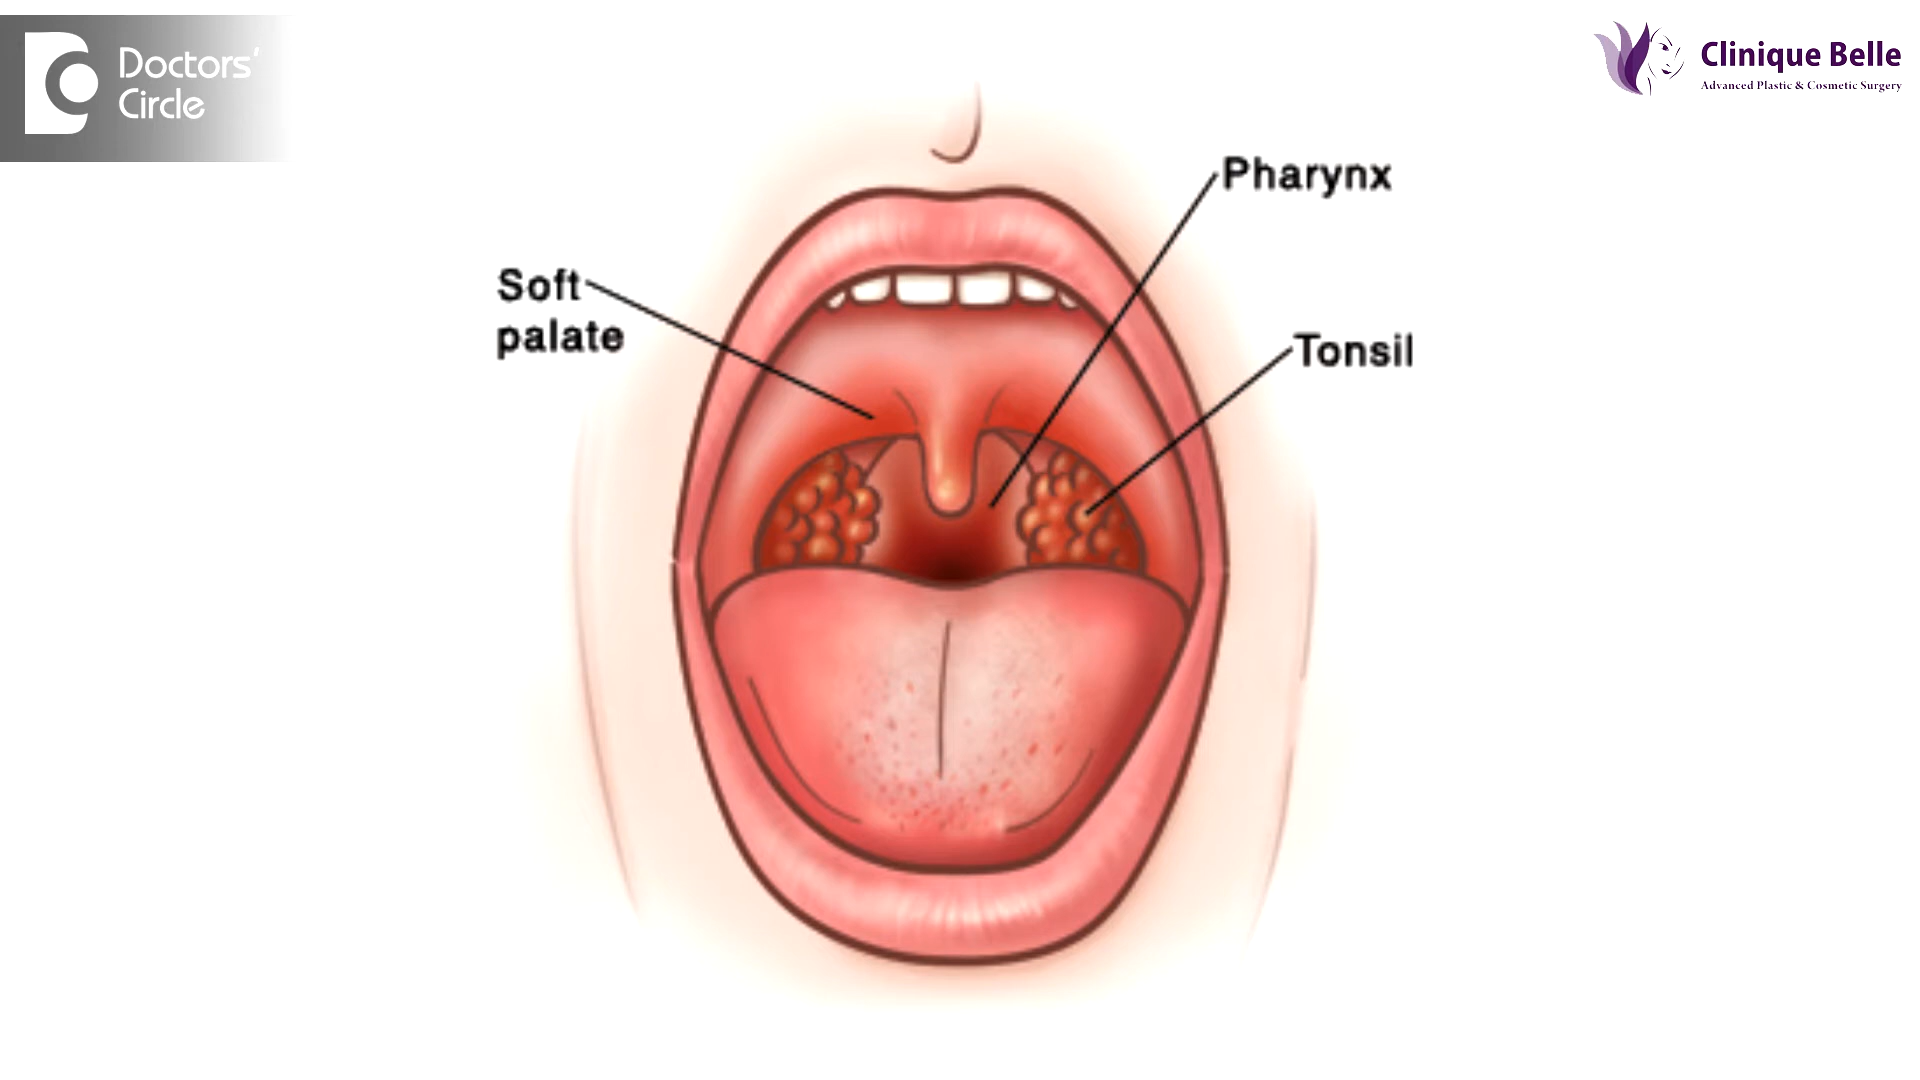 Doctors'
Circle
Clinique Belle
Advanced Plastic & Cosmetic Surgery
Pharynx
Soft
palate
Tonsil